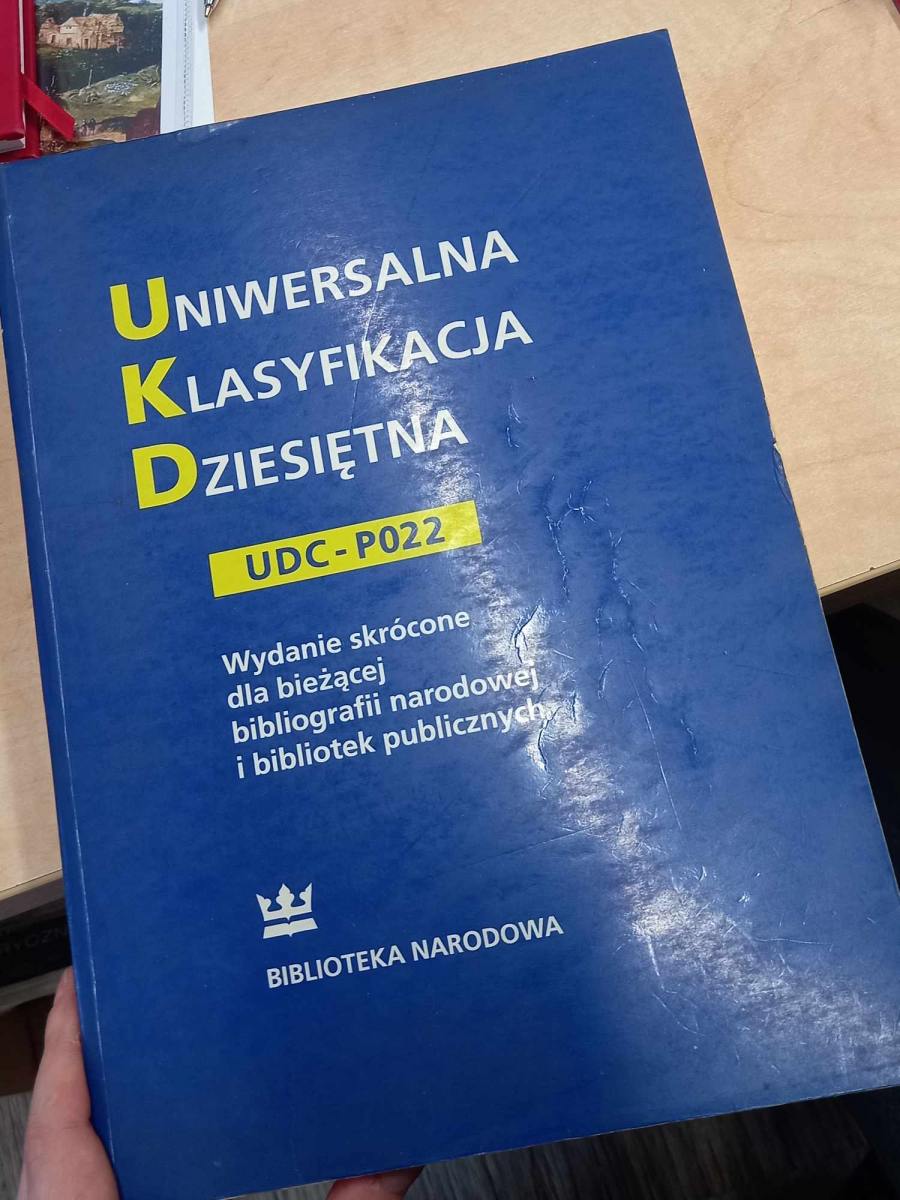 UNIWERSALNA
KLASYFIKACJA
DZIESIĘTNA
UDC-P022
Wydanie skrócone
dla bieżącej
bibliografii narodowej
i bibliotek publicznych
BIBLIOTEKA NARODOWA